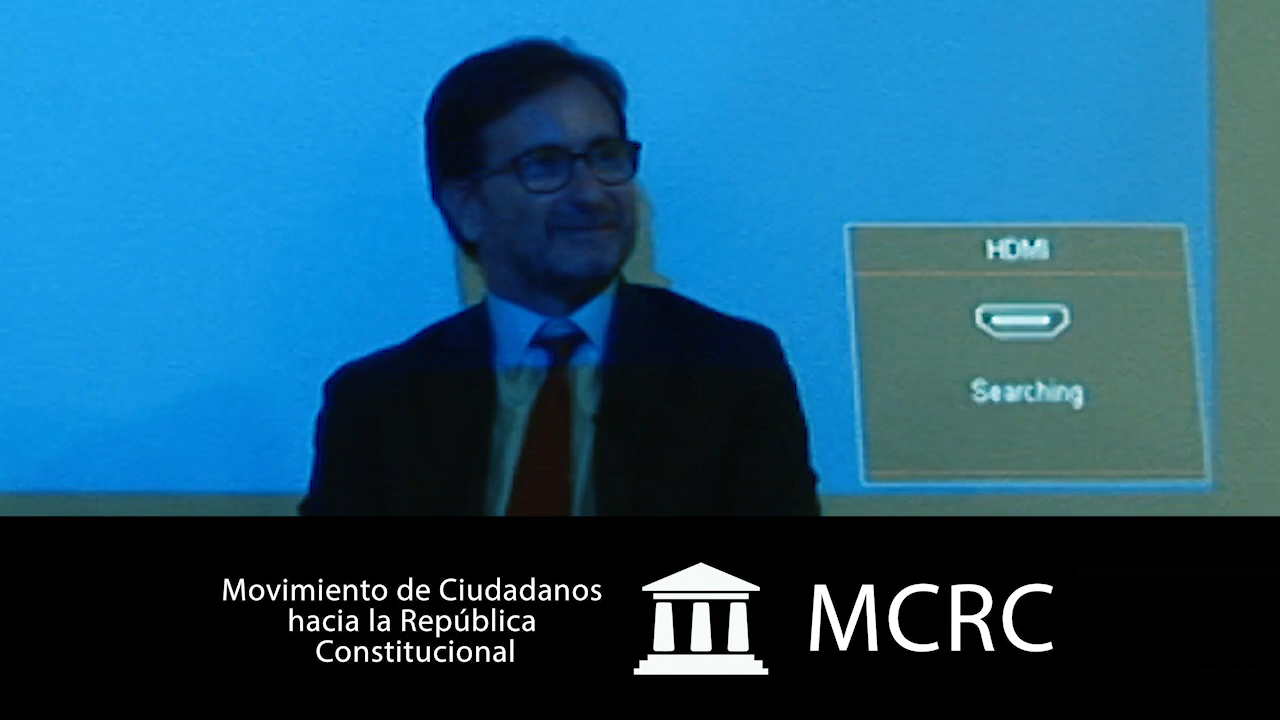 HDMI
Searching
Movimiento de Ciudadanos
hacia la República
Constitucional
MCRC